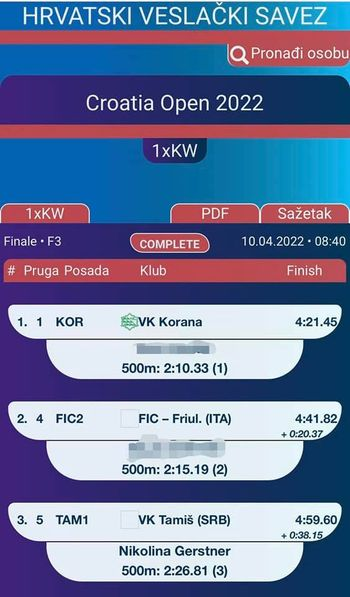 HRVATSKI VESLAČKI SAVEZ
Pronađi osobu
Croatia Open 2022
1xKW
1xKW PDF Sažetak
Finale • F3 COMPLETE 10.04.2022 • 08:40
# Pruga Posada Klub Finish
1. 1 KOR VK Korana 4:21.45
500m: 2:10.33 (1)
2. 4 FIC2 FIC – Friul. (ITA) 4:41.82
+ 0:20.37
500m: 2:15.19 (2)
3. 5 TAM1 VK Tamiš (SRB) 4:59.60
+ 0:38.15
Nikolina Gerstner
500m: 2:26.81 (3)